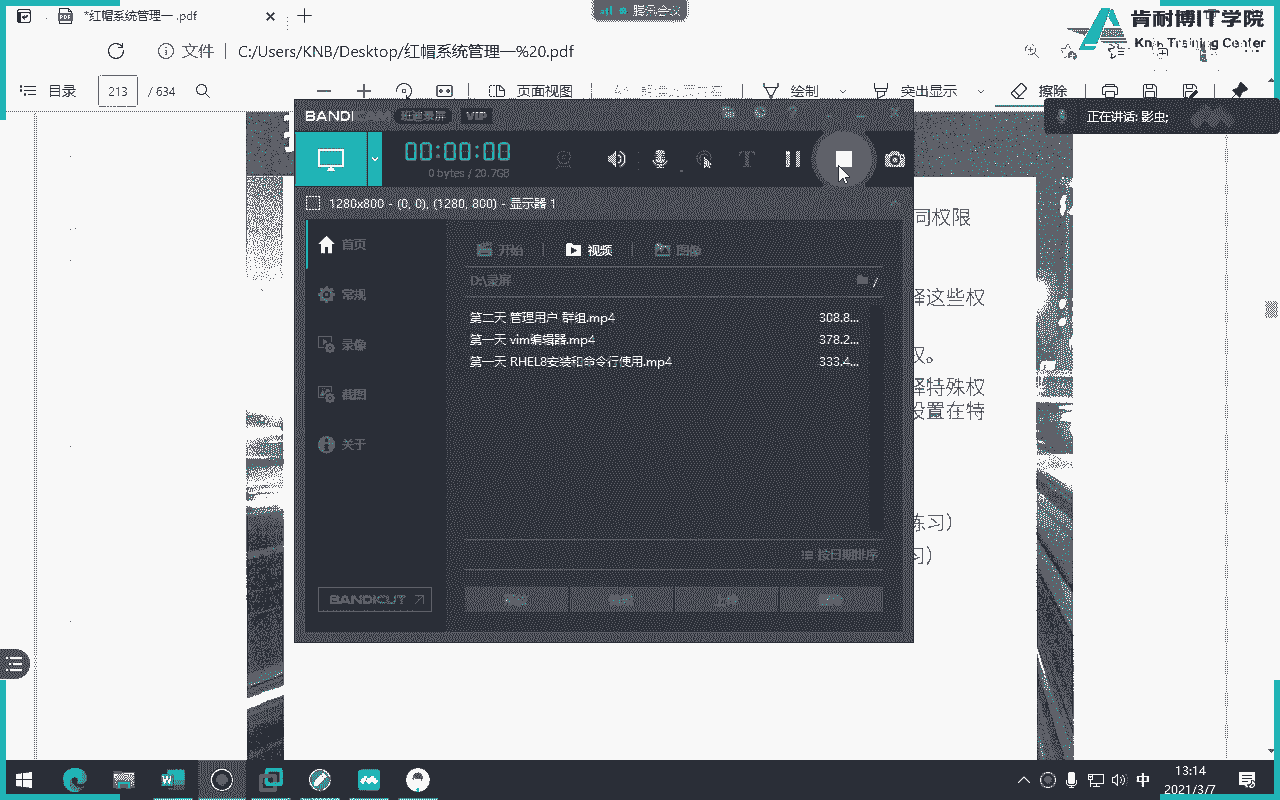 *红帽系统管理一 .pdf
腾讯会议
肯耐博IT学院
KnB Training Center
文件
C:/Users/KNB/Desktop/红帽系统管理一%20.pdf
目录
213
/ 634
页面视图
绘制
突出显示
擦除
正在讲话: 影虫;
BANDICAM 班迪录屏 VIP
00:00:00
0 bytes / 20.7GB
1280x800 - (0, 0), (1280, 800) - 显示器 1
首页
常规
录像
截图
关于
开始
视频
图像
D:\录屏
第二天 管理用户 群组.mp4 308.8...
第一天 vim编辑器.mp4 378.2...
第一天 RHEL8安装和命令行使用.mp4 333.4...
按日期排序
BANDICUT
同权限
择这些权
权。
择特殊权
设置在特
练习）
习）
中
13:14
2021/3/7